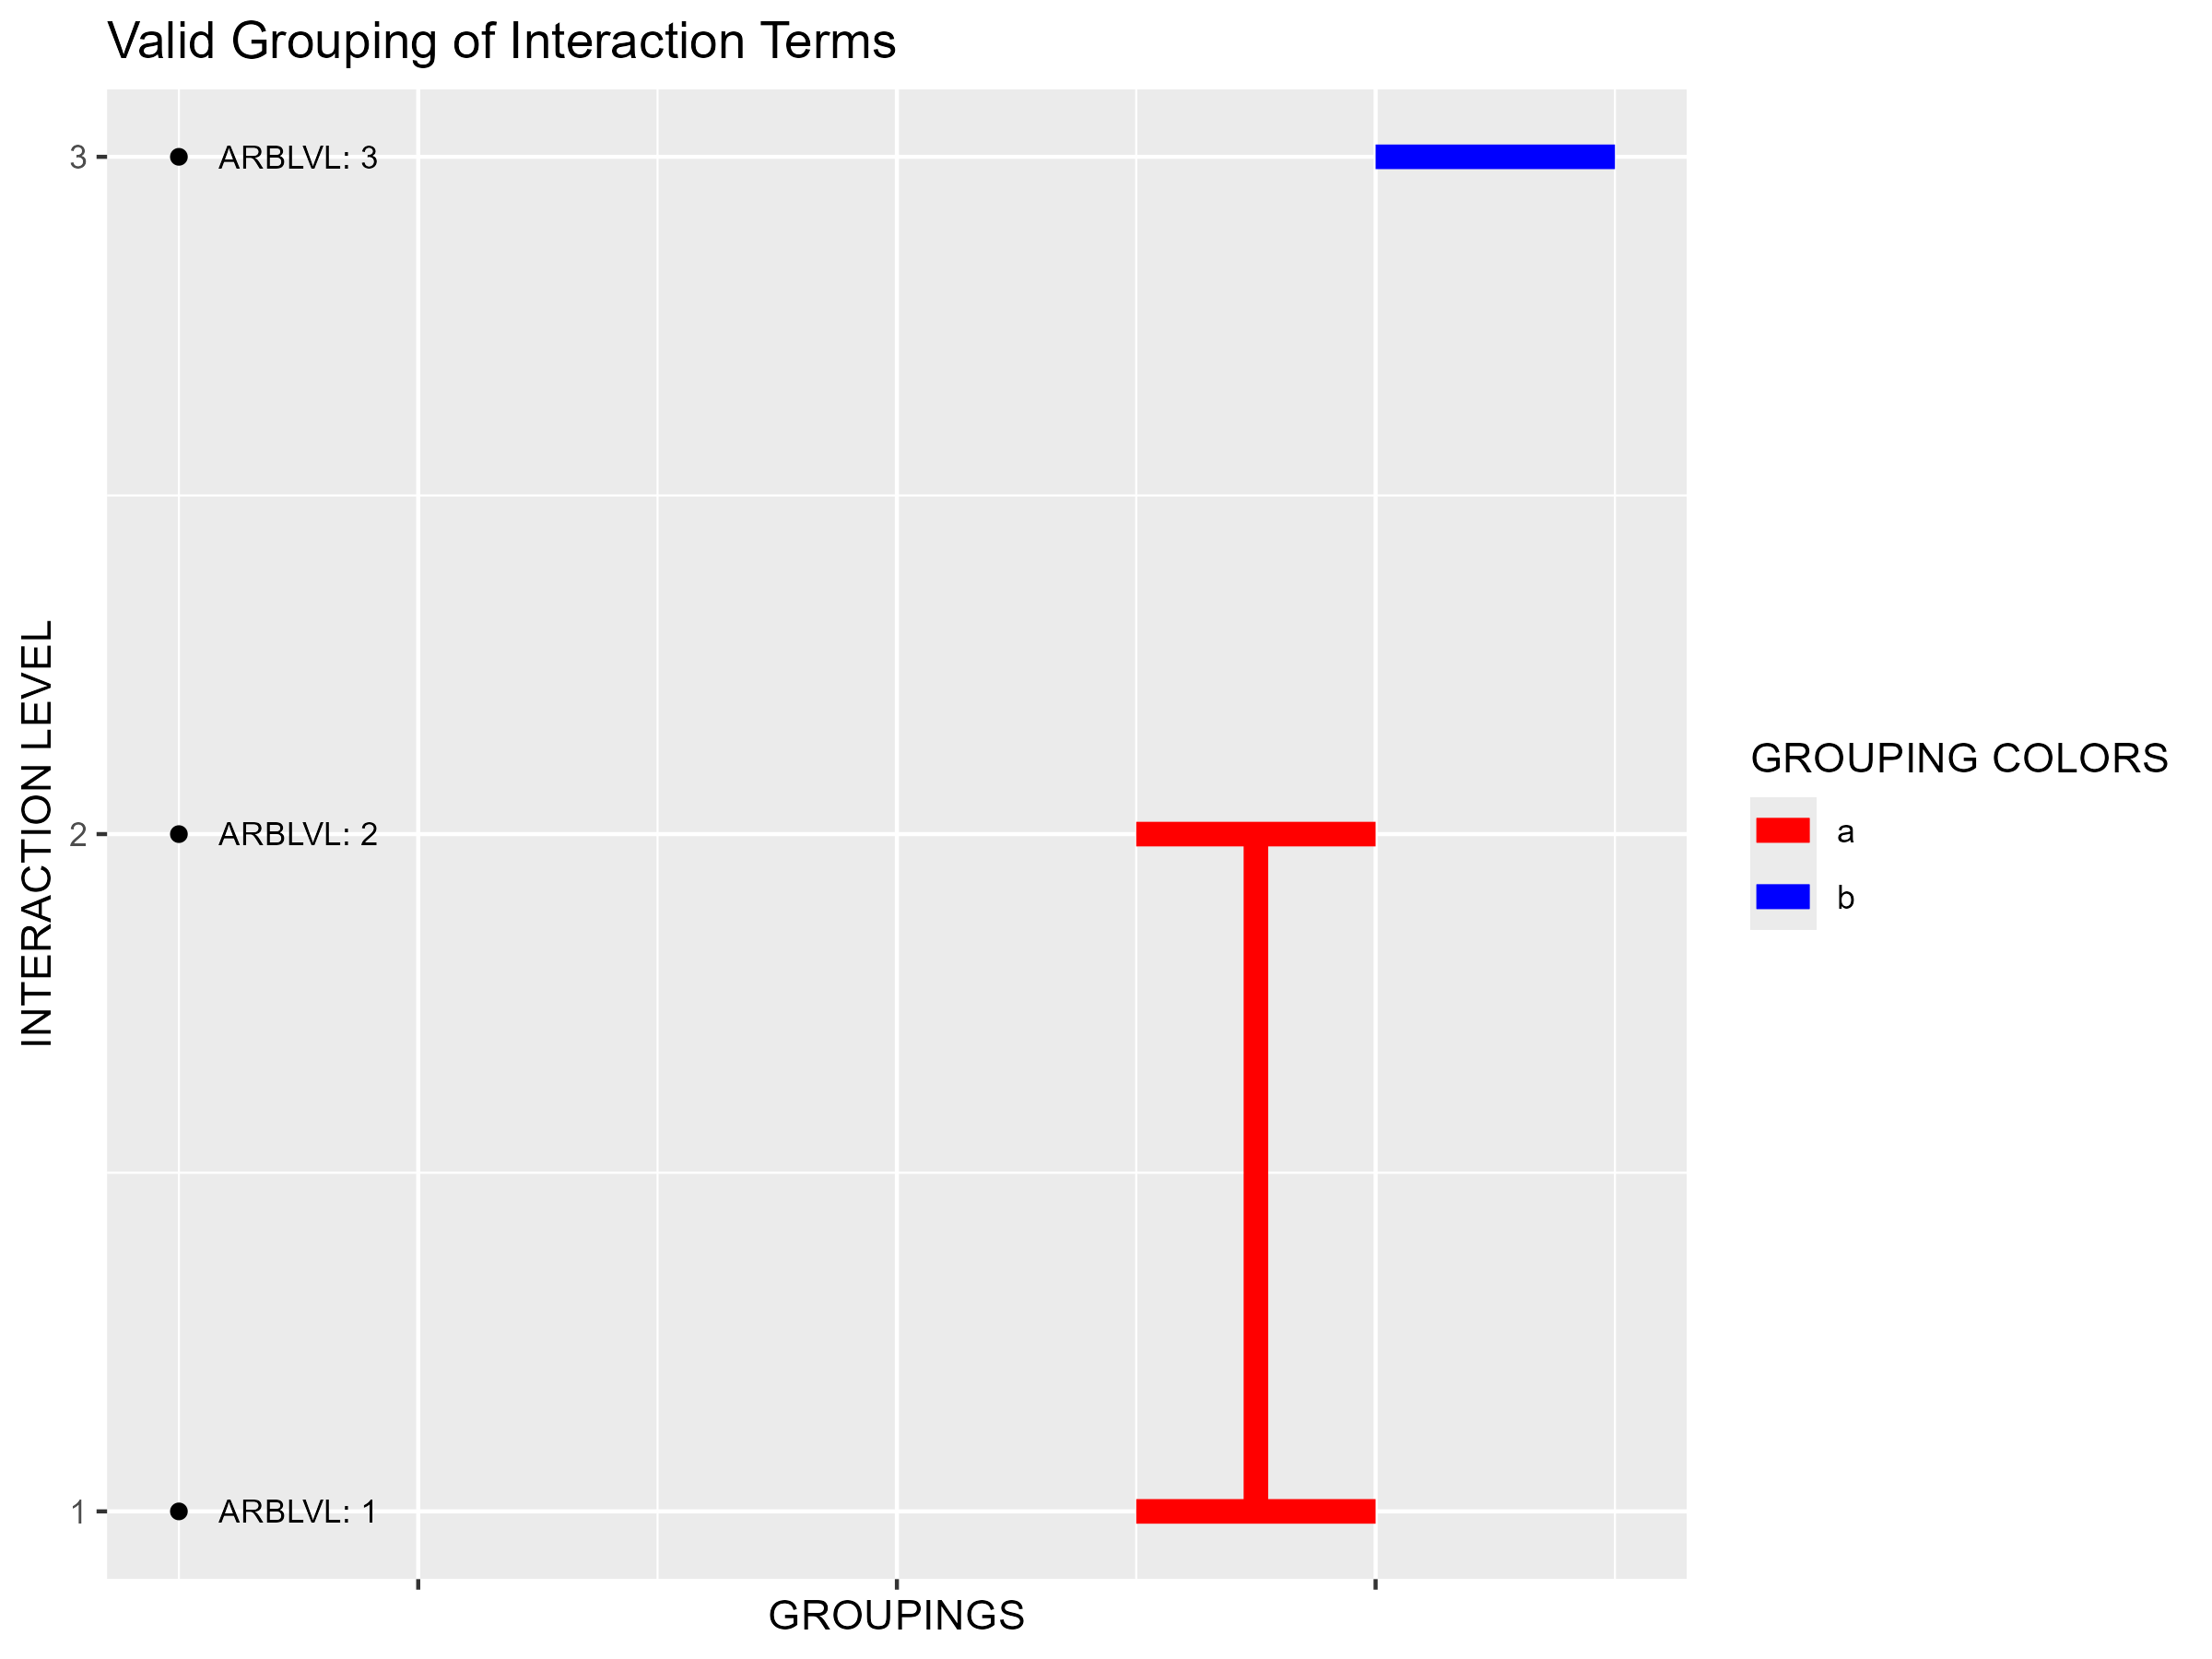 Valid Grouping of Interaction Terms
3
ARBLVL: 3
2
ARBLVL: 2
1
ARBLVL: 1
INTERACTION LEVEL
GROUPINGS
GROUPING COLORS
a
b